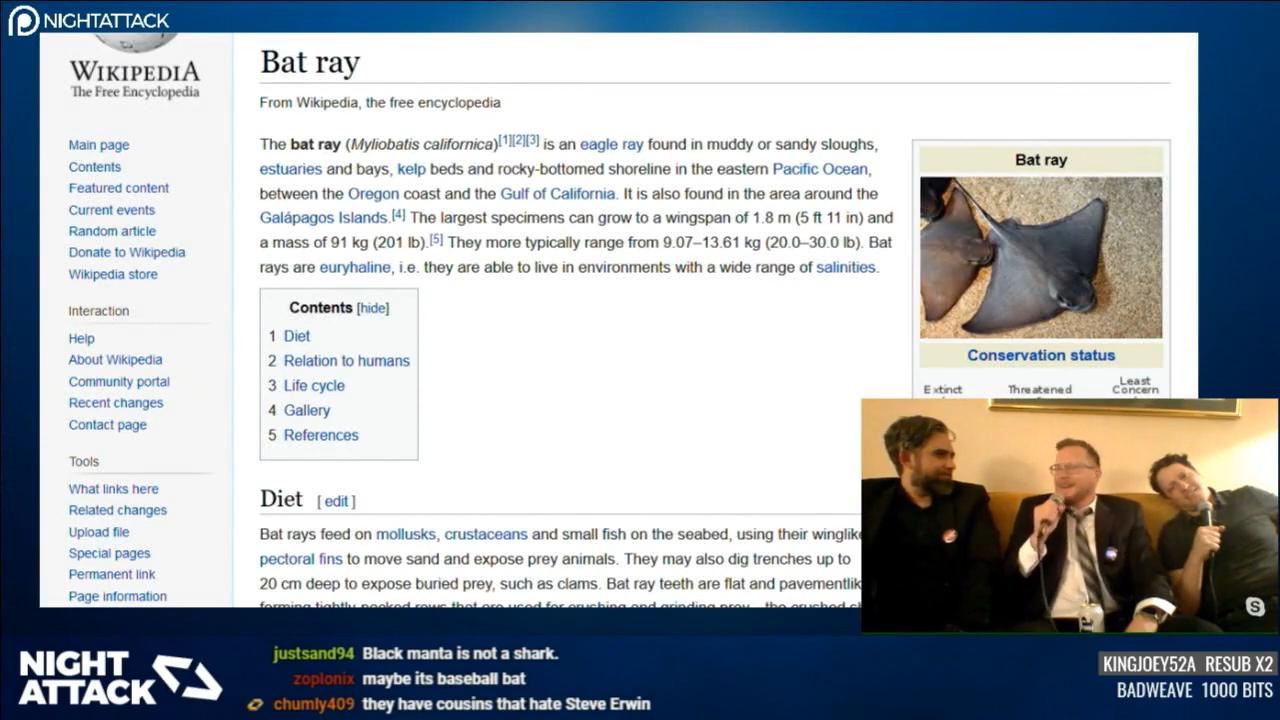 NIGHTATTACK
WIKIPEDIA
The Free Encyclopedia
Main page
Contents
Featured content
Current events
Random article
Donate to Wikipedia
Wikipedia store
Interaction
Help
About Wikipedia
Community portal
Recent changes
Contact page
Tools
What links here
Related changes
Upload file
Special pages
Permanent link
Page information
Bat ray
From Wikipedia, the free encyclopedia
The bat ray (Myliobatis californica)[1][2][3] is an eagle ray found in muddy or sandy sloughs,
estuaries and bays, kelp beds and rocky-bottomed shoreline in the eastern Pacific Ocean,
between the Oregon coast and the Gulf of California. It is also found in the area around the
Galápagos Islands.[4] The largest specimens can grow to a wingspan of 1.8 m (5 ft 11 in) and
a mass of 91 kg (201 lb).[5] They more typically range from 9.07–13.61 kg (20.0–30.0 lb). Bat
rays are euryhaline, i.e. they are able to live in environments with a wide range of salinities.
Contents [hide]
1 Diet
2 Relation to humans
3 Life cycle
4 Gallery
5 References
Diet [ edit ]
Bat rays feed on mollusks, crustaceans and small fish on the seabed, using their winglike
pectoral fins to move sand and expose prey animals. They may also dig trenches up to
20 cm deep to expose buried prey, such as clams. Bat ray teeth are flat and pavementlik
forming tightly packed rows that are used for crushing and grinding prey
Bat ray
Conservation status
Extinct Threatened Least
Concern
NIGHT
ATTACK
justsand94 Black manta is not a shark.
zoplonix maybe its baseball bat
chumly409 they have cousins that hate Steve Erwin
KINGJOEY52A RESUB X2
BADWEAVE 1000 BITS